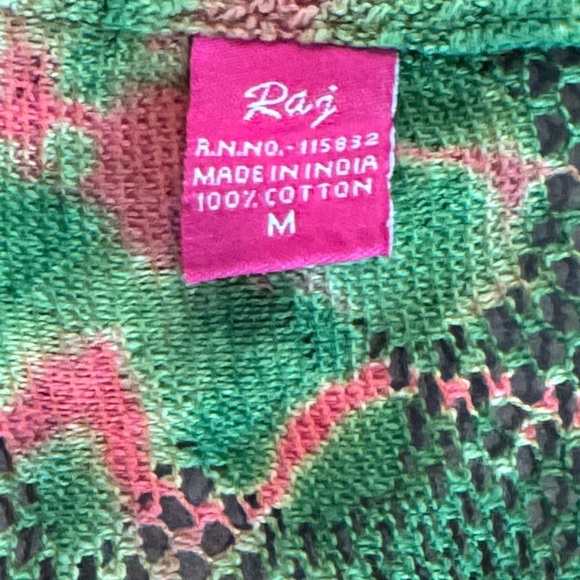 Raj
R.N.NO.-115832
MADE IN INDIA
100% COTTON
M